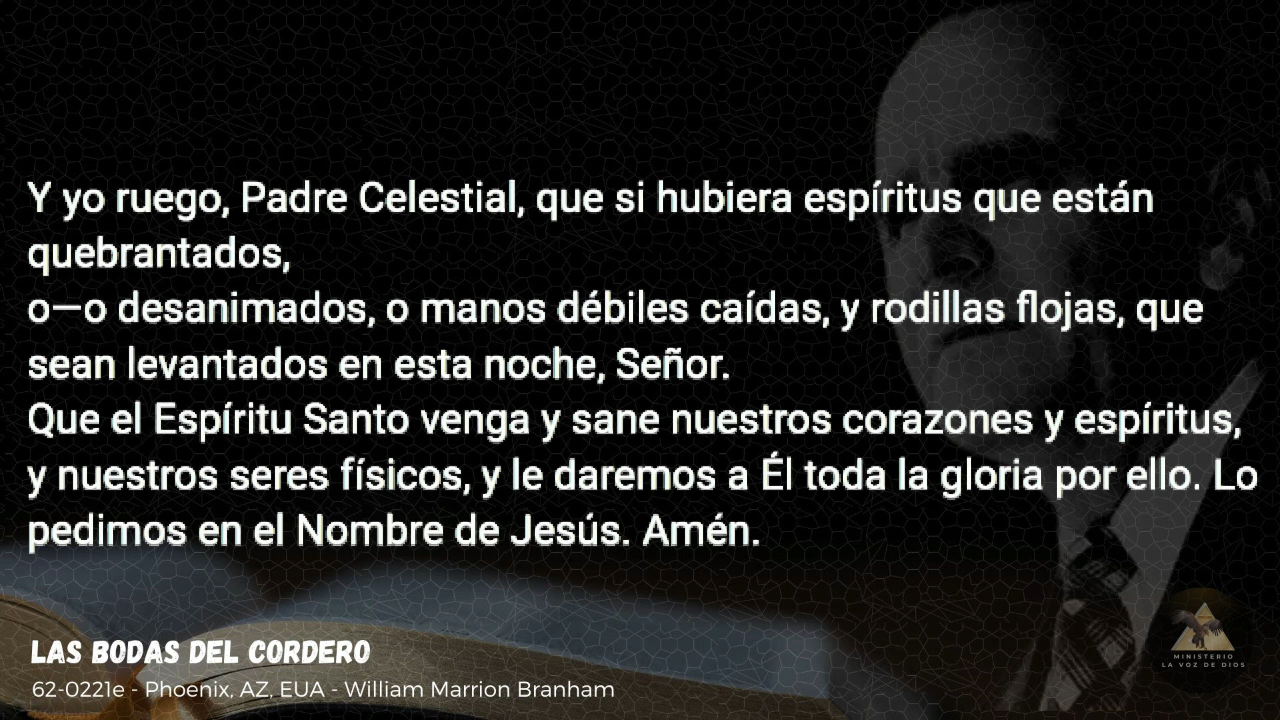 Y yo ruego, Padre Celestial, que si hubiera espíritus que están
quebrantados,
o—o desanimados, o manos débiles caídas, y rodillas flojas, que
sean levantados en esta noche, Señor.
Que el Espíritu Santo venga y sane nuestros corazones y espíritus,
y nuestros seres físicos, y le daremos a Él toda la gloria por ello. Lo
pedimos en el Nombre de Jesús. Amén.
LAS BODAS DEL CORDERO
62-0221e - Phoenix, AZ, EUA - William Marrion Branham
MINISTERIO
LA VOZ DE DIOS